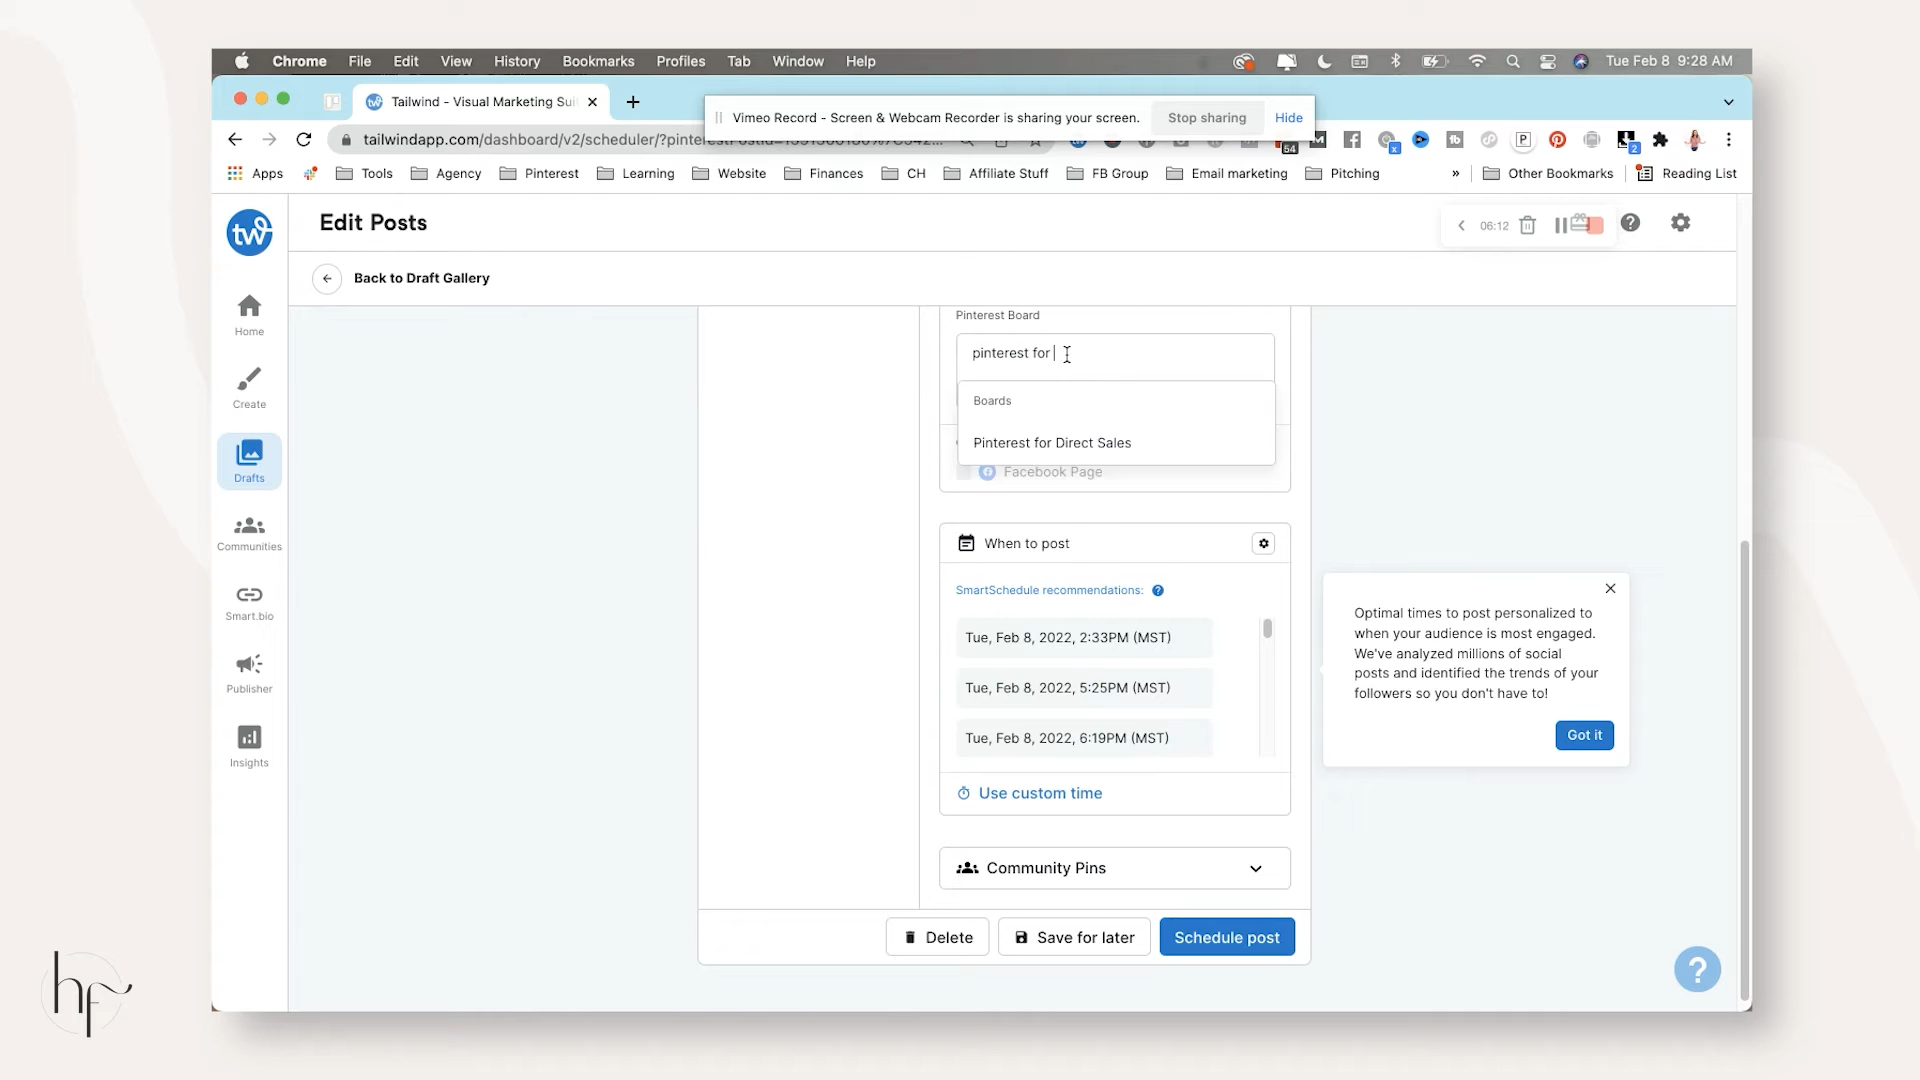 Chrome File Edit View History Bookmarks Profiles Tab Window Help Tue Feb 8 9:28 AM
Tailwind - Visual Marketing Sui
Vimeo Record - Screen & Webcam Recorder is sharing your screen. Stop sharing Hide
tailwindapp.com/dashboard/v2/scheduler/
54 x 2
Apps Tools Agency Pinterest Learning Website Finances CH Affiliate Stuff FB Group Email marketing Pitching » Other Bookmarks Reading List
tw
Edit Posts
06:12
Back to Draft Gallery
Home
Create
Drafts
Communities
Smart.bio
Publisher
Insights
Pinterest Board
pinterest for
Boards
Pinterest for Direct Sales
Facebook Page
When to post
SmartSchedule recommendations:
Tue, Feb 8, 2022, 2:33PM (MST)
Tue, Feb 8, 2022, 5:25PM (MST)
Tue, Feb 8, 2022, 6:19PM (MST)
Use custom time
Optimal times to post personalized to
when your audience is most engaged.
We've analyzed millions of social
posts and identified the trends of your
followers so you don't have to!
Got it
Community Pins
Delete Save for later Schedule post
?
hf